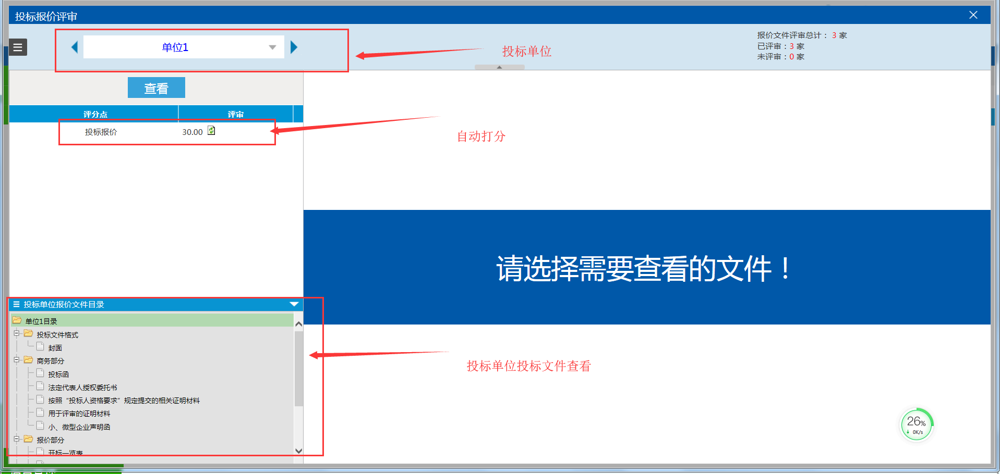 投标报价评审
单位1
投标单位
报价文件评审总计： 3 家
已评审：3 家
未评审：0 家
查看
评分点 评审
投标报价 30.00
自动打分
请选择需要查看的文件！
投标单位报价文件目录
单位1目录
投标文件格式
封面
商务部分
投标函
法定代表人授权委托书
按照“投标人资格要求”规定提交的相关证明材料
用于评审的证明材料
小、微型企业声明函
报价部分
开标一览表
投标单位投标文件查看
26%
0K/s